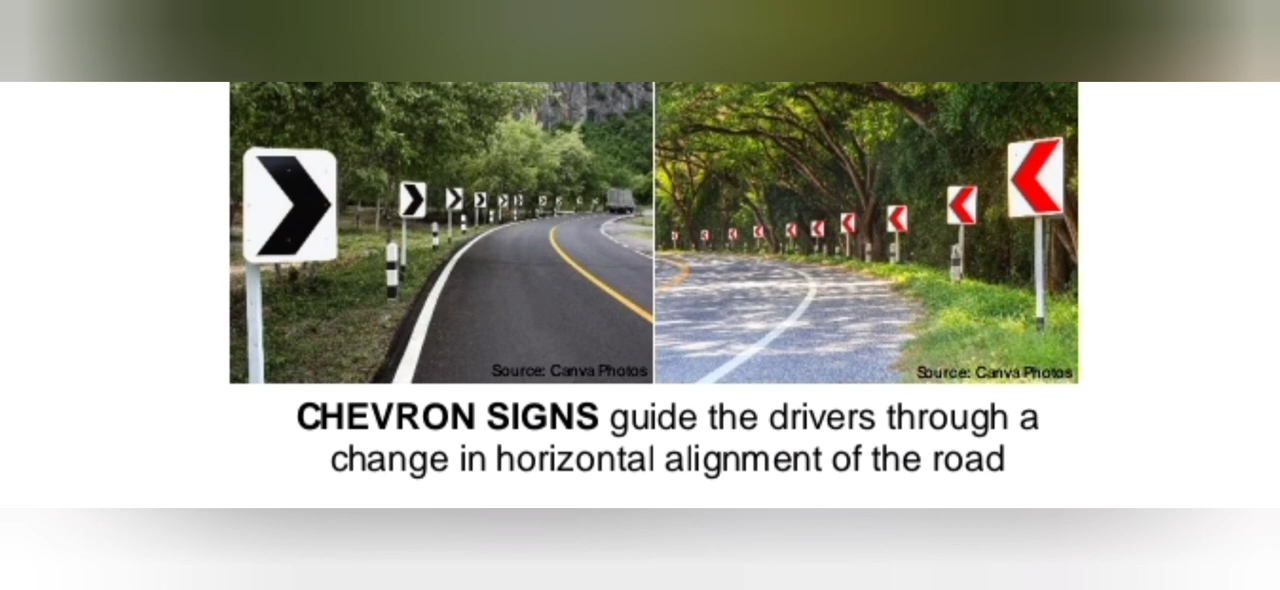 Source: Canva Photos
Source: Canva Photos
CHEVRON SIGNS guide the drivers through a
change in horizontal alignment of the road